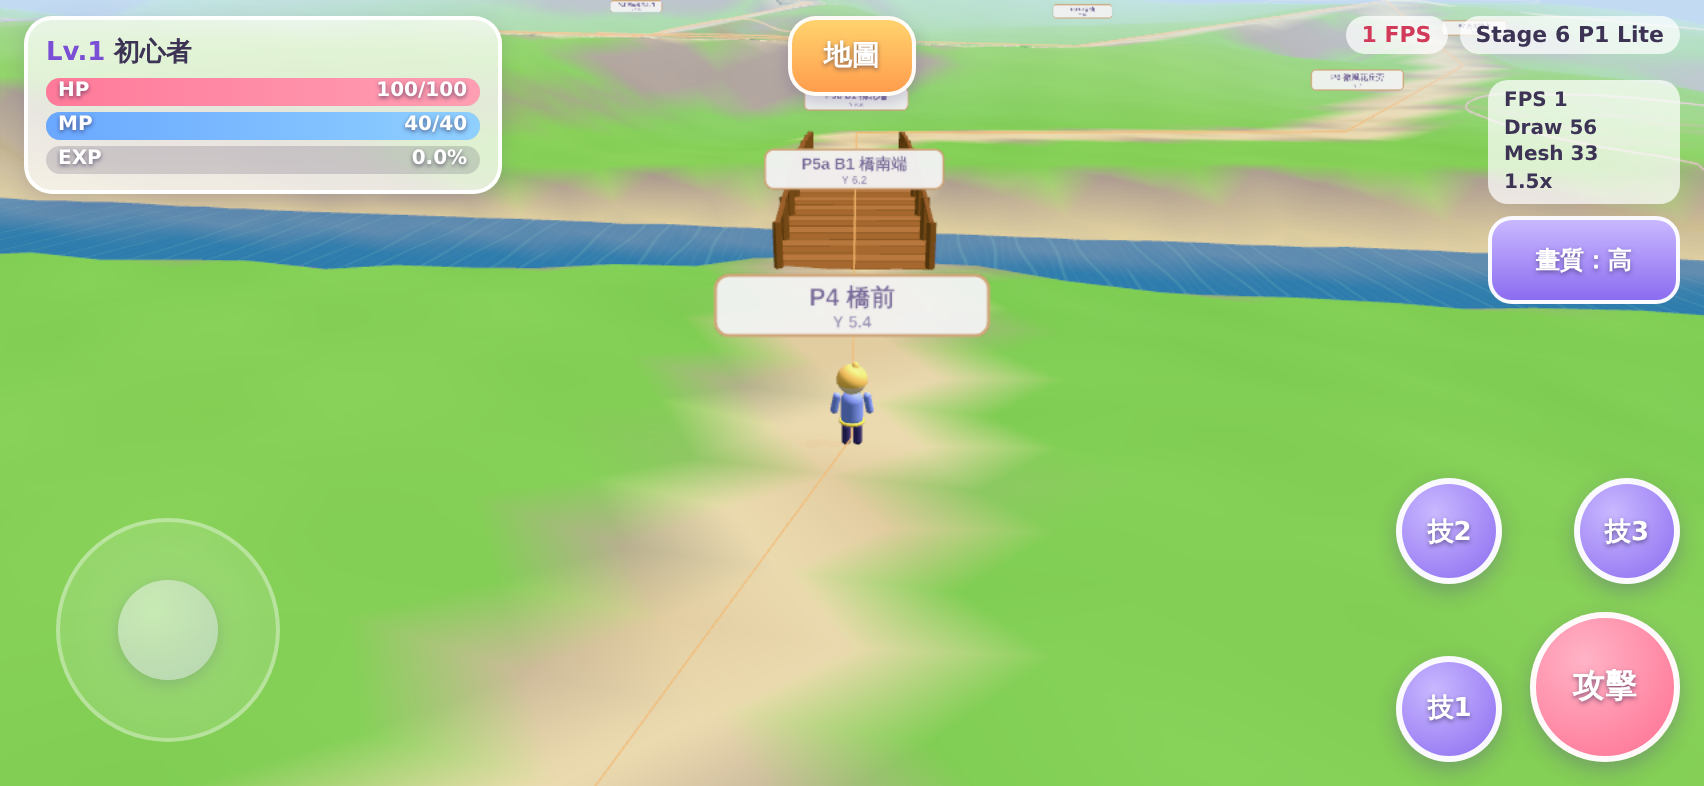 Lv.1 初心者
HP 100/100
MP 40/40
EXP 0.0%
地圖
1 FPS
Stage 6 P1 Lite
FPS 1
Draw 56
Mesh 33
1.5x
畫質：高
P5a B1 橋南端
Y 6.2
P4 橋前
Y 5.4
技2
技3
技1
攻擊